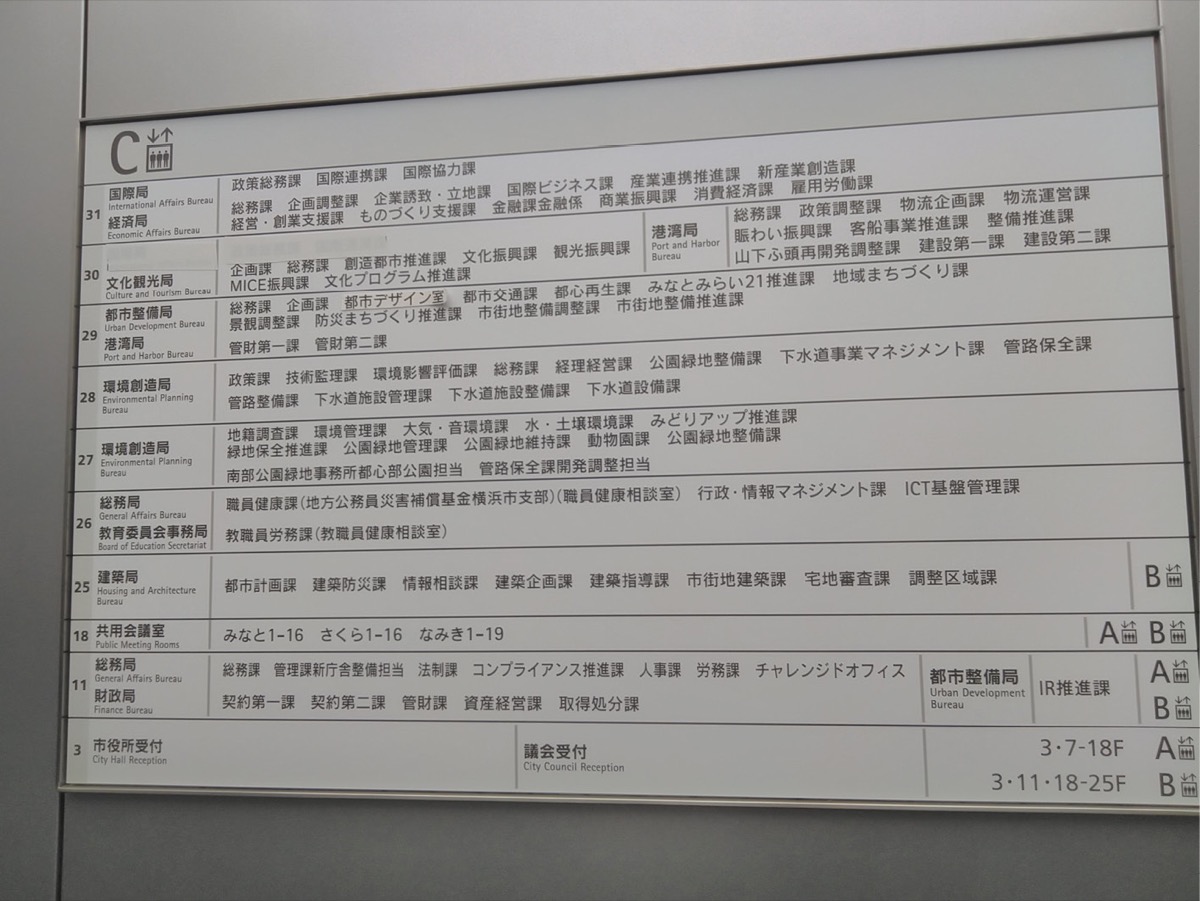 C
31
国際局
International Affairs Bureau
政策総務課 国際連携課 国際協力課
経済局
Economic Affairs Bureau
総務課 企画調整課 企業誘致・立地課 国際ビジネス課 産業連携推進課 新産業創造課
経営・創業支援課 ものづくり支援課 金融課金融係 商業振興課 消費経済課 雇用労働課
30
文化観光局
Culture and Tourism Bureau
企画課 総務課 創造都市推進課 文化振興課 観光振興課
MICE振興課 文化プログラム推進課
港湾局
Port and Harbor
Bureau
総務課 政策調整課 物流企画課 物流運営課
賑わい振興課 客船事業推進課 整備推進課
山下ふ頭再開発調整課 建設第一課 建設第二課
29
都市整備局
Urban Development Bureau
総務課 企画課 都市デザイン室 都市交通課 都心再生課 みなとみらい21推進課 地域まちづくり課
景観調整課 防災まちづくり推進課 市街地整備調整課 市街地整備推進課
港湾局
Port and Harbor Bureau
管財第一課 管財第二課
28
環境創造局
Environmental Planning
Bureau
政策課 技術監理課 環境影響評価課 総務課 経理経営課 公園緑地整備課 下水道事業マネジメント課 管路保全課
管路整備課 下水道施設管理課 下水道施設整備課 下水道設備課
27
環境創造局
Environmental Planning
Bureau
地籍調査課 環境管理課 大気・音環境課 水・土壌環境課 みどりアップ推進課
緑地保全推進課 公園緑地管理課 公園緑地維持課 動物園課 公園緑地整備課
南部公園緑地事務所都心部公園担当 管路保全課開発調整担当
26
総務局
General Affairs Bureau
職員健康課(地方公務員災害補償基金横浜市支部)(職員健康相談室) 行政・情報マネジメント課 ICT基盤管理課
教育委員会事務局
Board of Education Secretariat
教職員労務課(教職員健康相談室)
25
建築局
Housing and Architecture
Bureau
都市計画課 建築防災課 情報相談課 建築企画課 建築指導課 市街地建築課 宅地審査課 調整区域課
B
18
共用会議室
Public Meeting Rooms
みなと1-16 さくら1-16 なみき1-19
A B
11
総務局
General Affairs Bureau
総務課 管理課新庁舎整備担当 法制課 コンプライアンス推進課 人事課 労務課 チャレンジドオフィス
財政局
Finance Bureau
契約第一課 契約第二課 管財課 資産経営課 取得処分課
都市整備局
Urban Development
Bureau
IR推進課
A
B
3
市役所受付
City Hall Reception
議会受付
City Council Reception
3・7-18F A
3・11・18-25F B